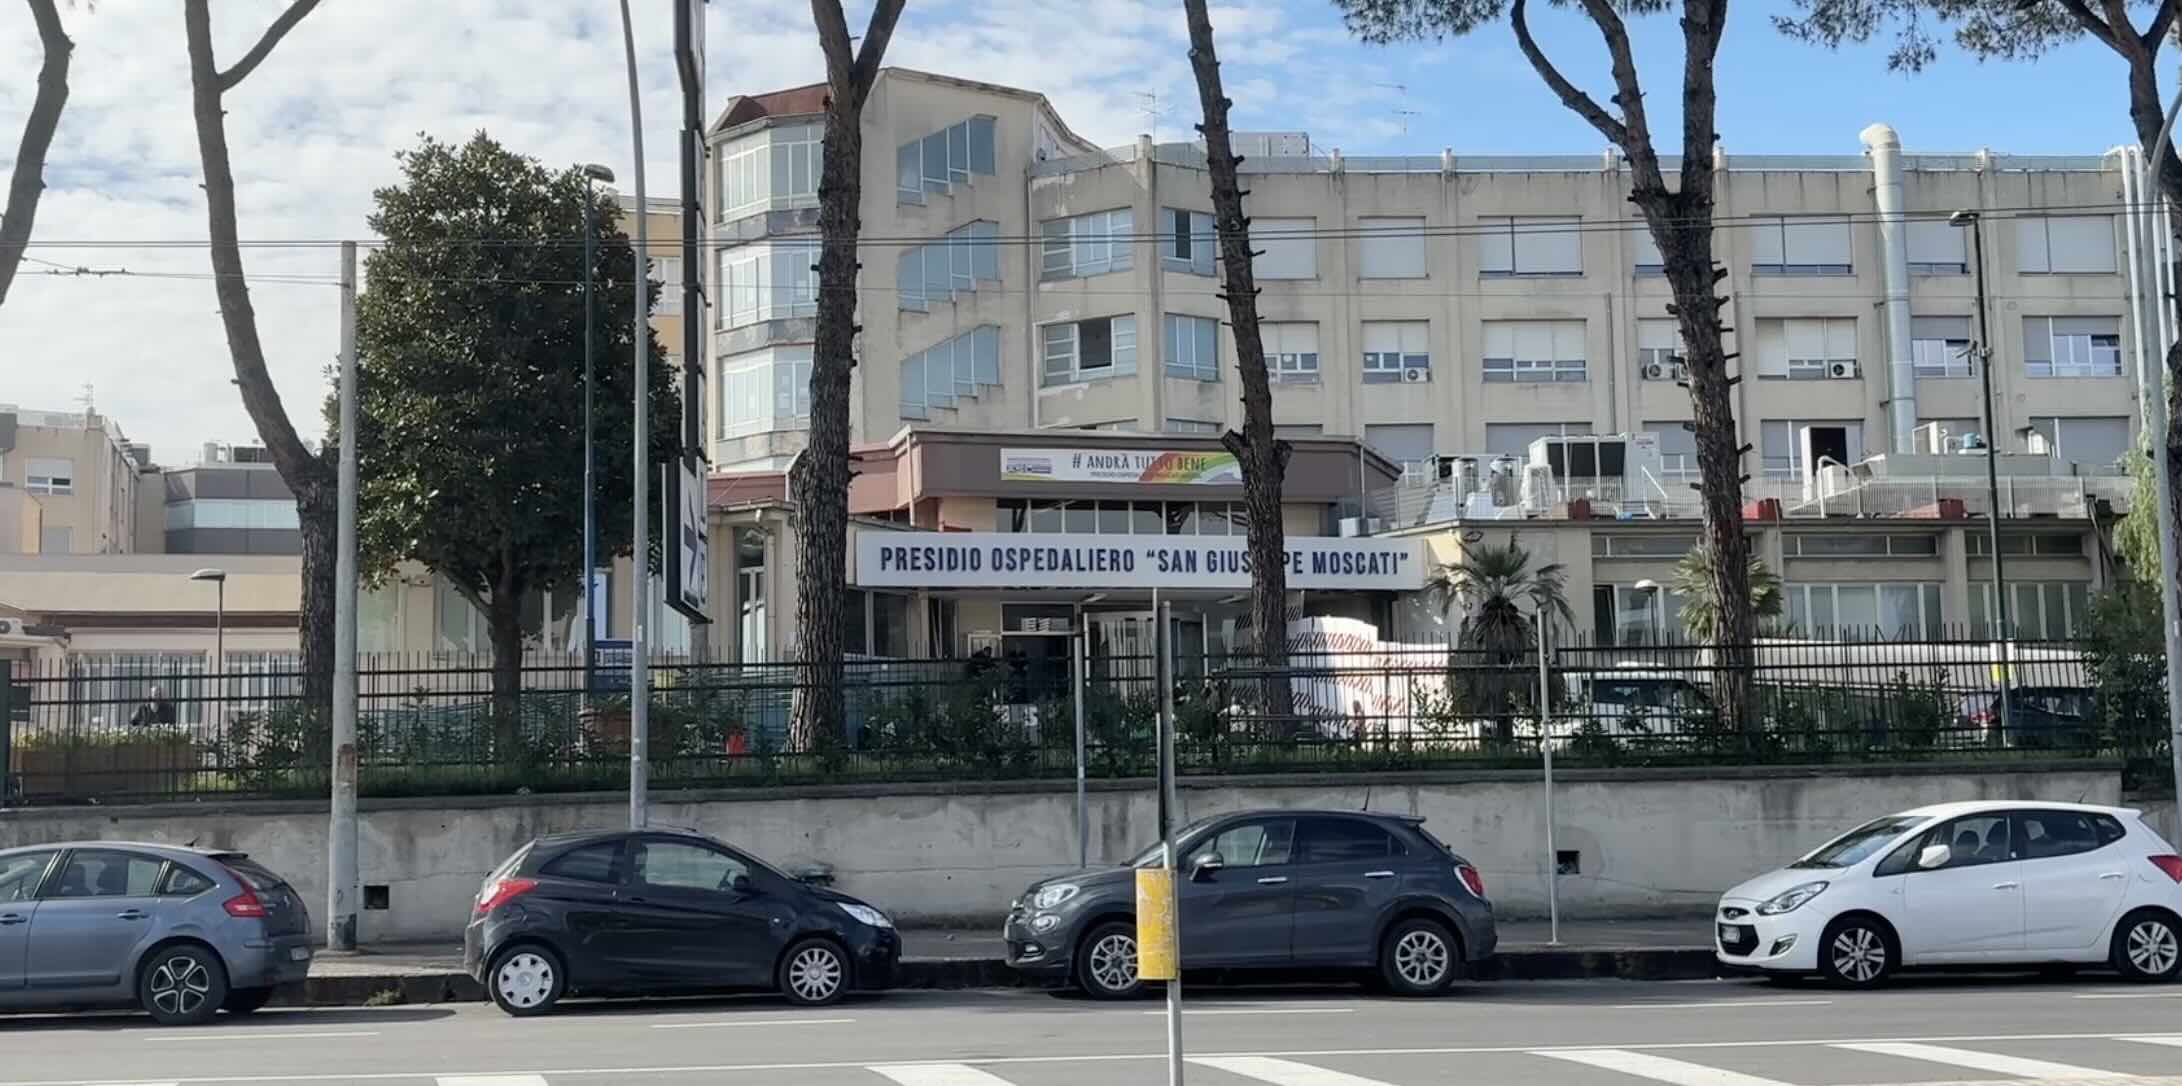 # ANDRÀ TUTTO BENE
PRESIDIO OSPEDALIERO "SAN GIUSEPPE MOSCATI"